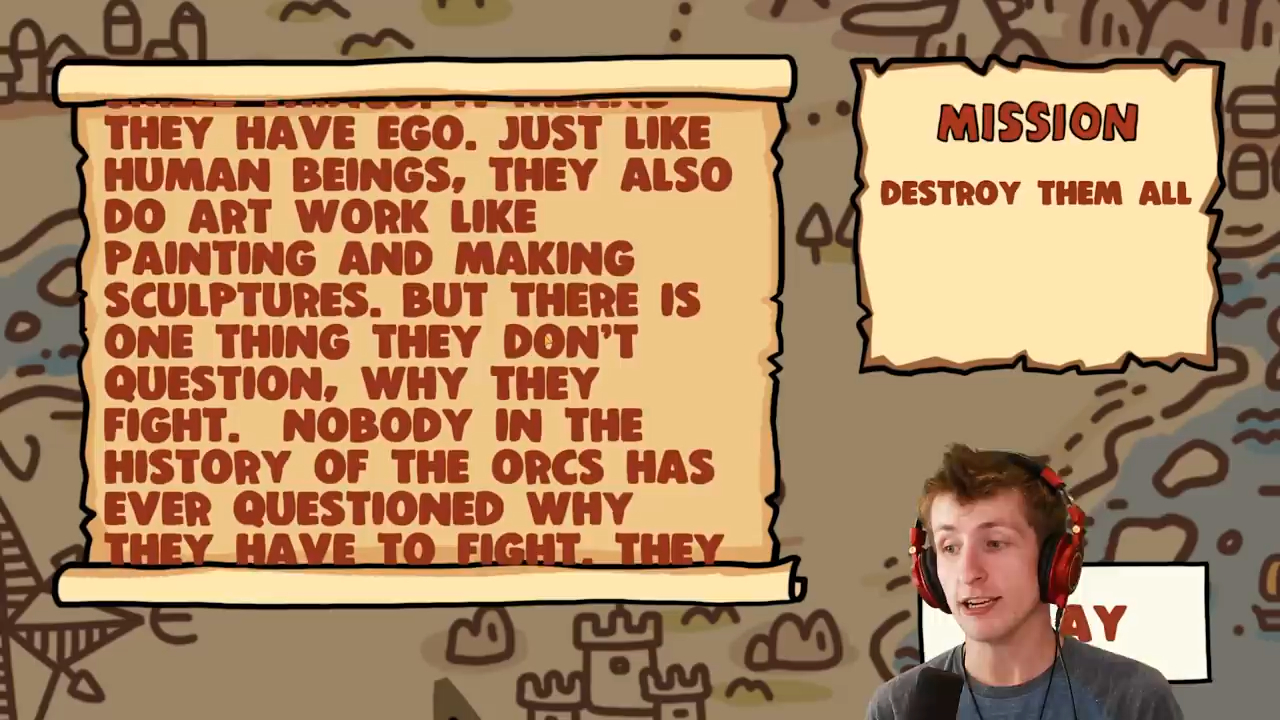 THEY HAVE EGO. JUST LIKE
HUMAN BEINGS, THEY ALSO
DO ART WORK LIKE
PAINTING AND MAKING
SCULPTURES. BUT THERE IS
ONE THING THEY DON'T
QUESTION, WHY THEY
FIGHT.  NOBODY IN THE
HISTORY OF THE ORCS HAS
EVER QUESTIONED WHY
THEY HAVE TO FIGHT. THEY
MISSION
DESTROY THEM ALL